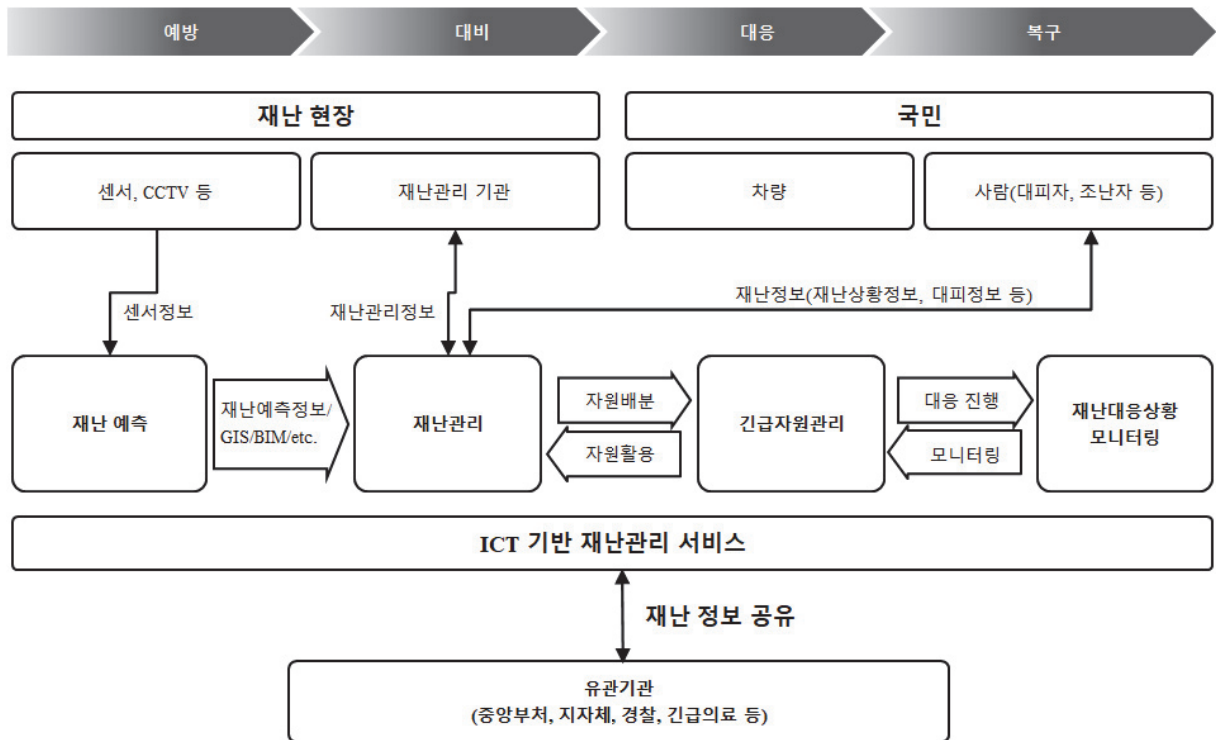 예방
대비
대응
복구
재난 현장
국민
센서, CCTV 등
재난관리 기관
차량
사람(대피자, 조난자 등)
센서정보
재난관리정보
재난정보(재난상황정보, 대피정보 등)
재난 예측
재난예측정보/
GIS/BIM/etc.
재난관리
자원배분
자원활용
긴급자원관리
대응 진행
모니터링
재난대응상황
모니터링
ICT 기반 재난관리 서비스
재난 정보 공유
유관기관
(중앙부처, 지자체, 경찰, 긴급의료 등)